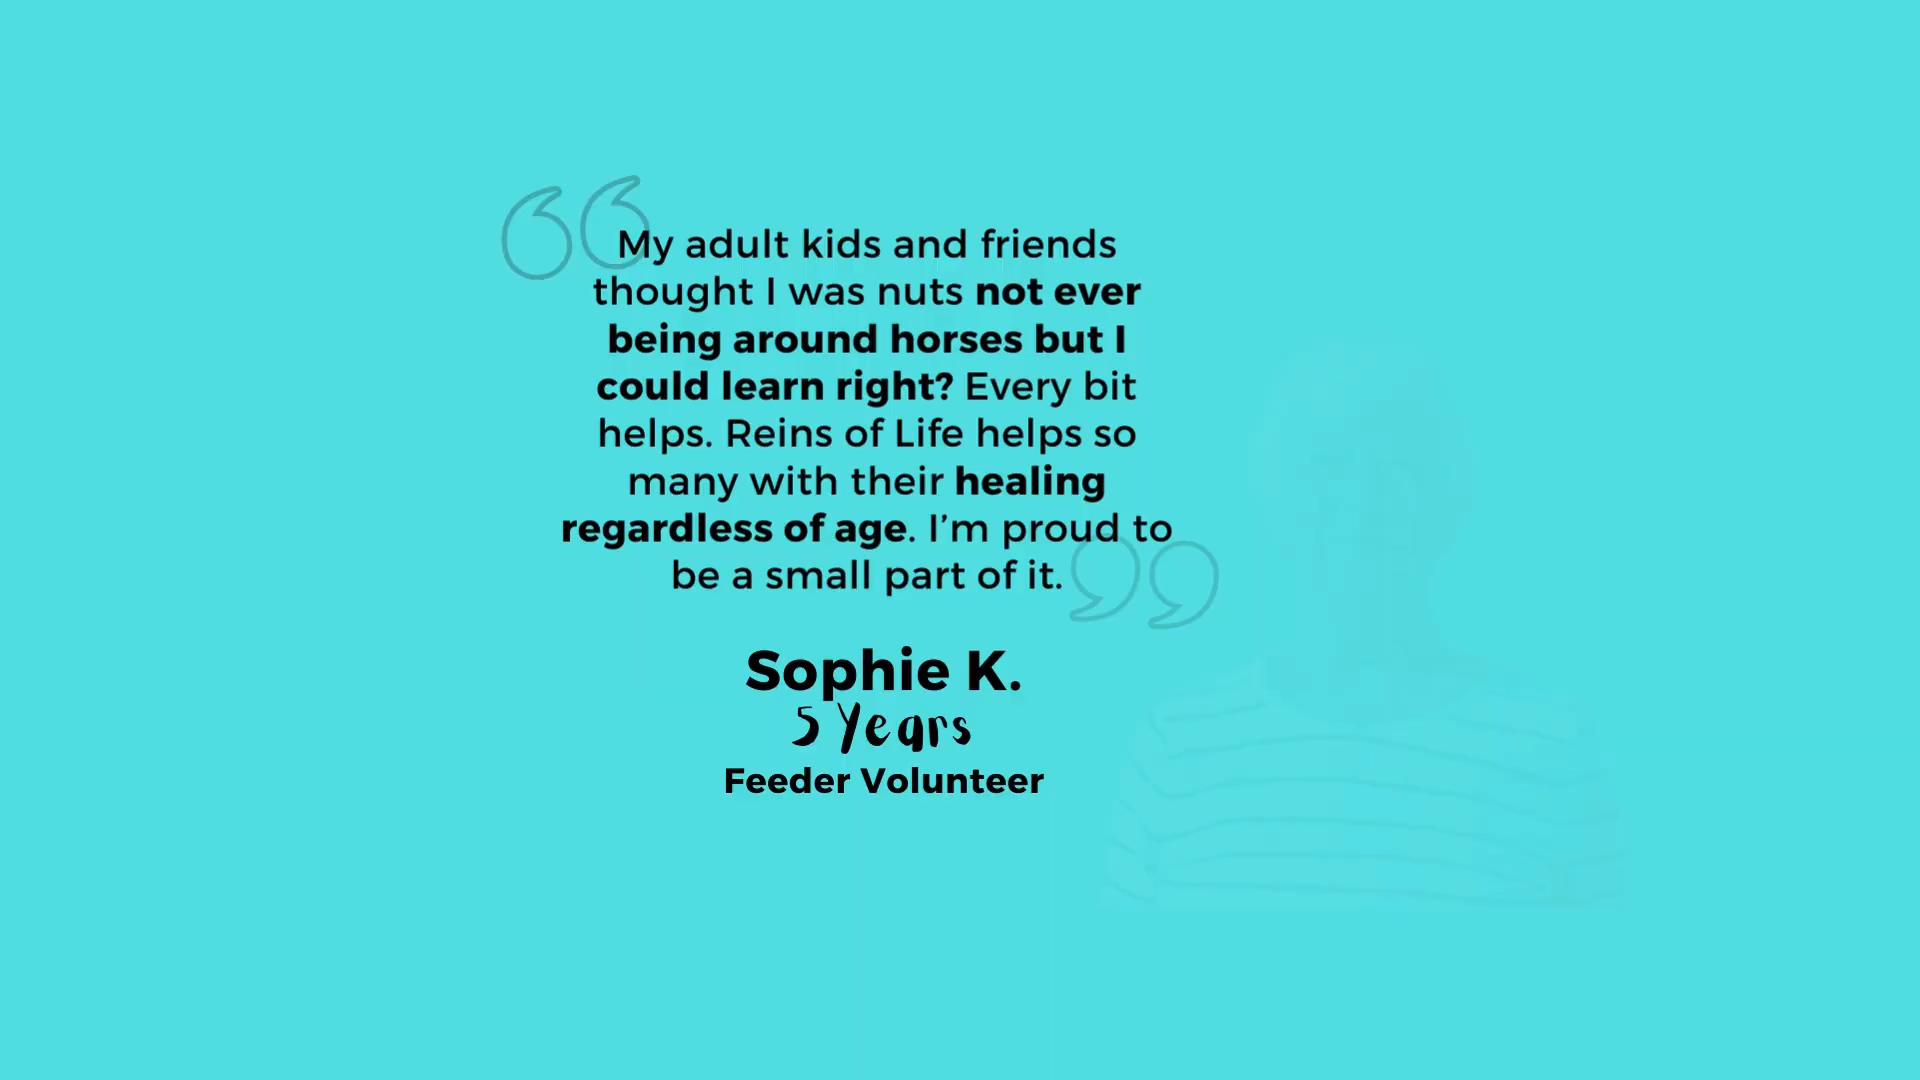 My adult kids and friends
thought I was nuts not ever
being around horses but I
could learn right? Every bit
helps. Reins of Life helps so
many with their healing
regardless of age. I’m proud to
be a small part of it.
Sophie K.
5 Years
Feeder Volunteer